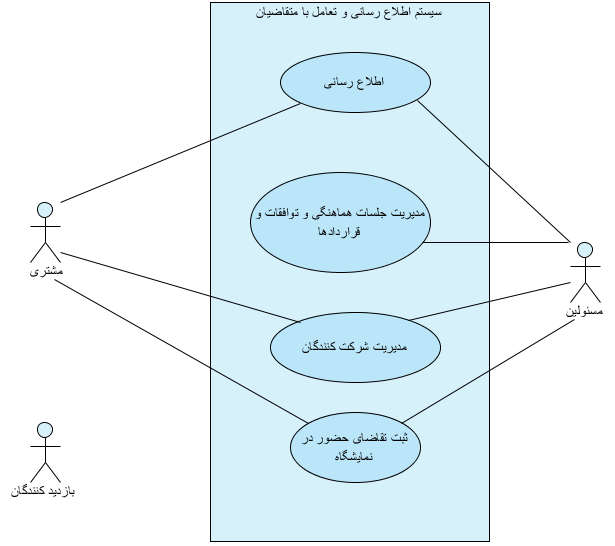 سیستم اطلاع رسانی و تعامل با متقاضیان
اطلاع رسانی
مدیریت جلسات هماهنگی و توافقات و
قراردادها
مشتری
مسئولین
مدیریت شرکت کنندگان
ثبت تقاضای حضور در
نمایشگاه
بازدید کنندگان